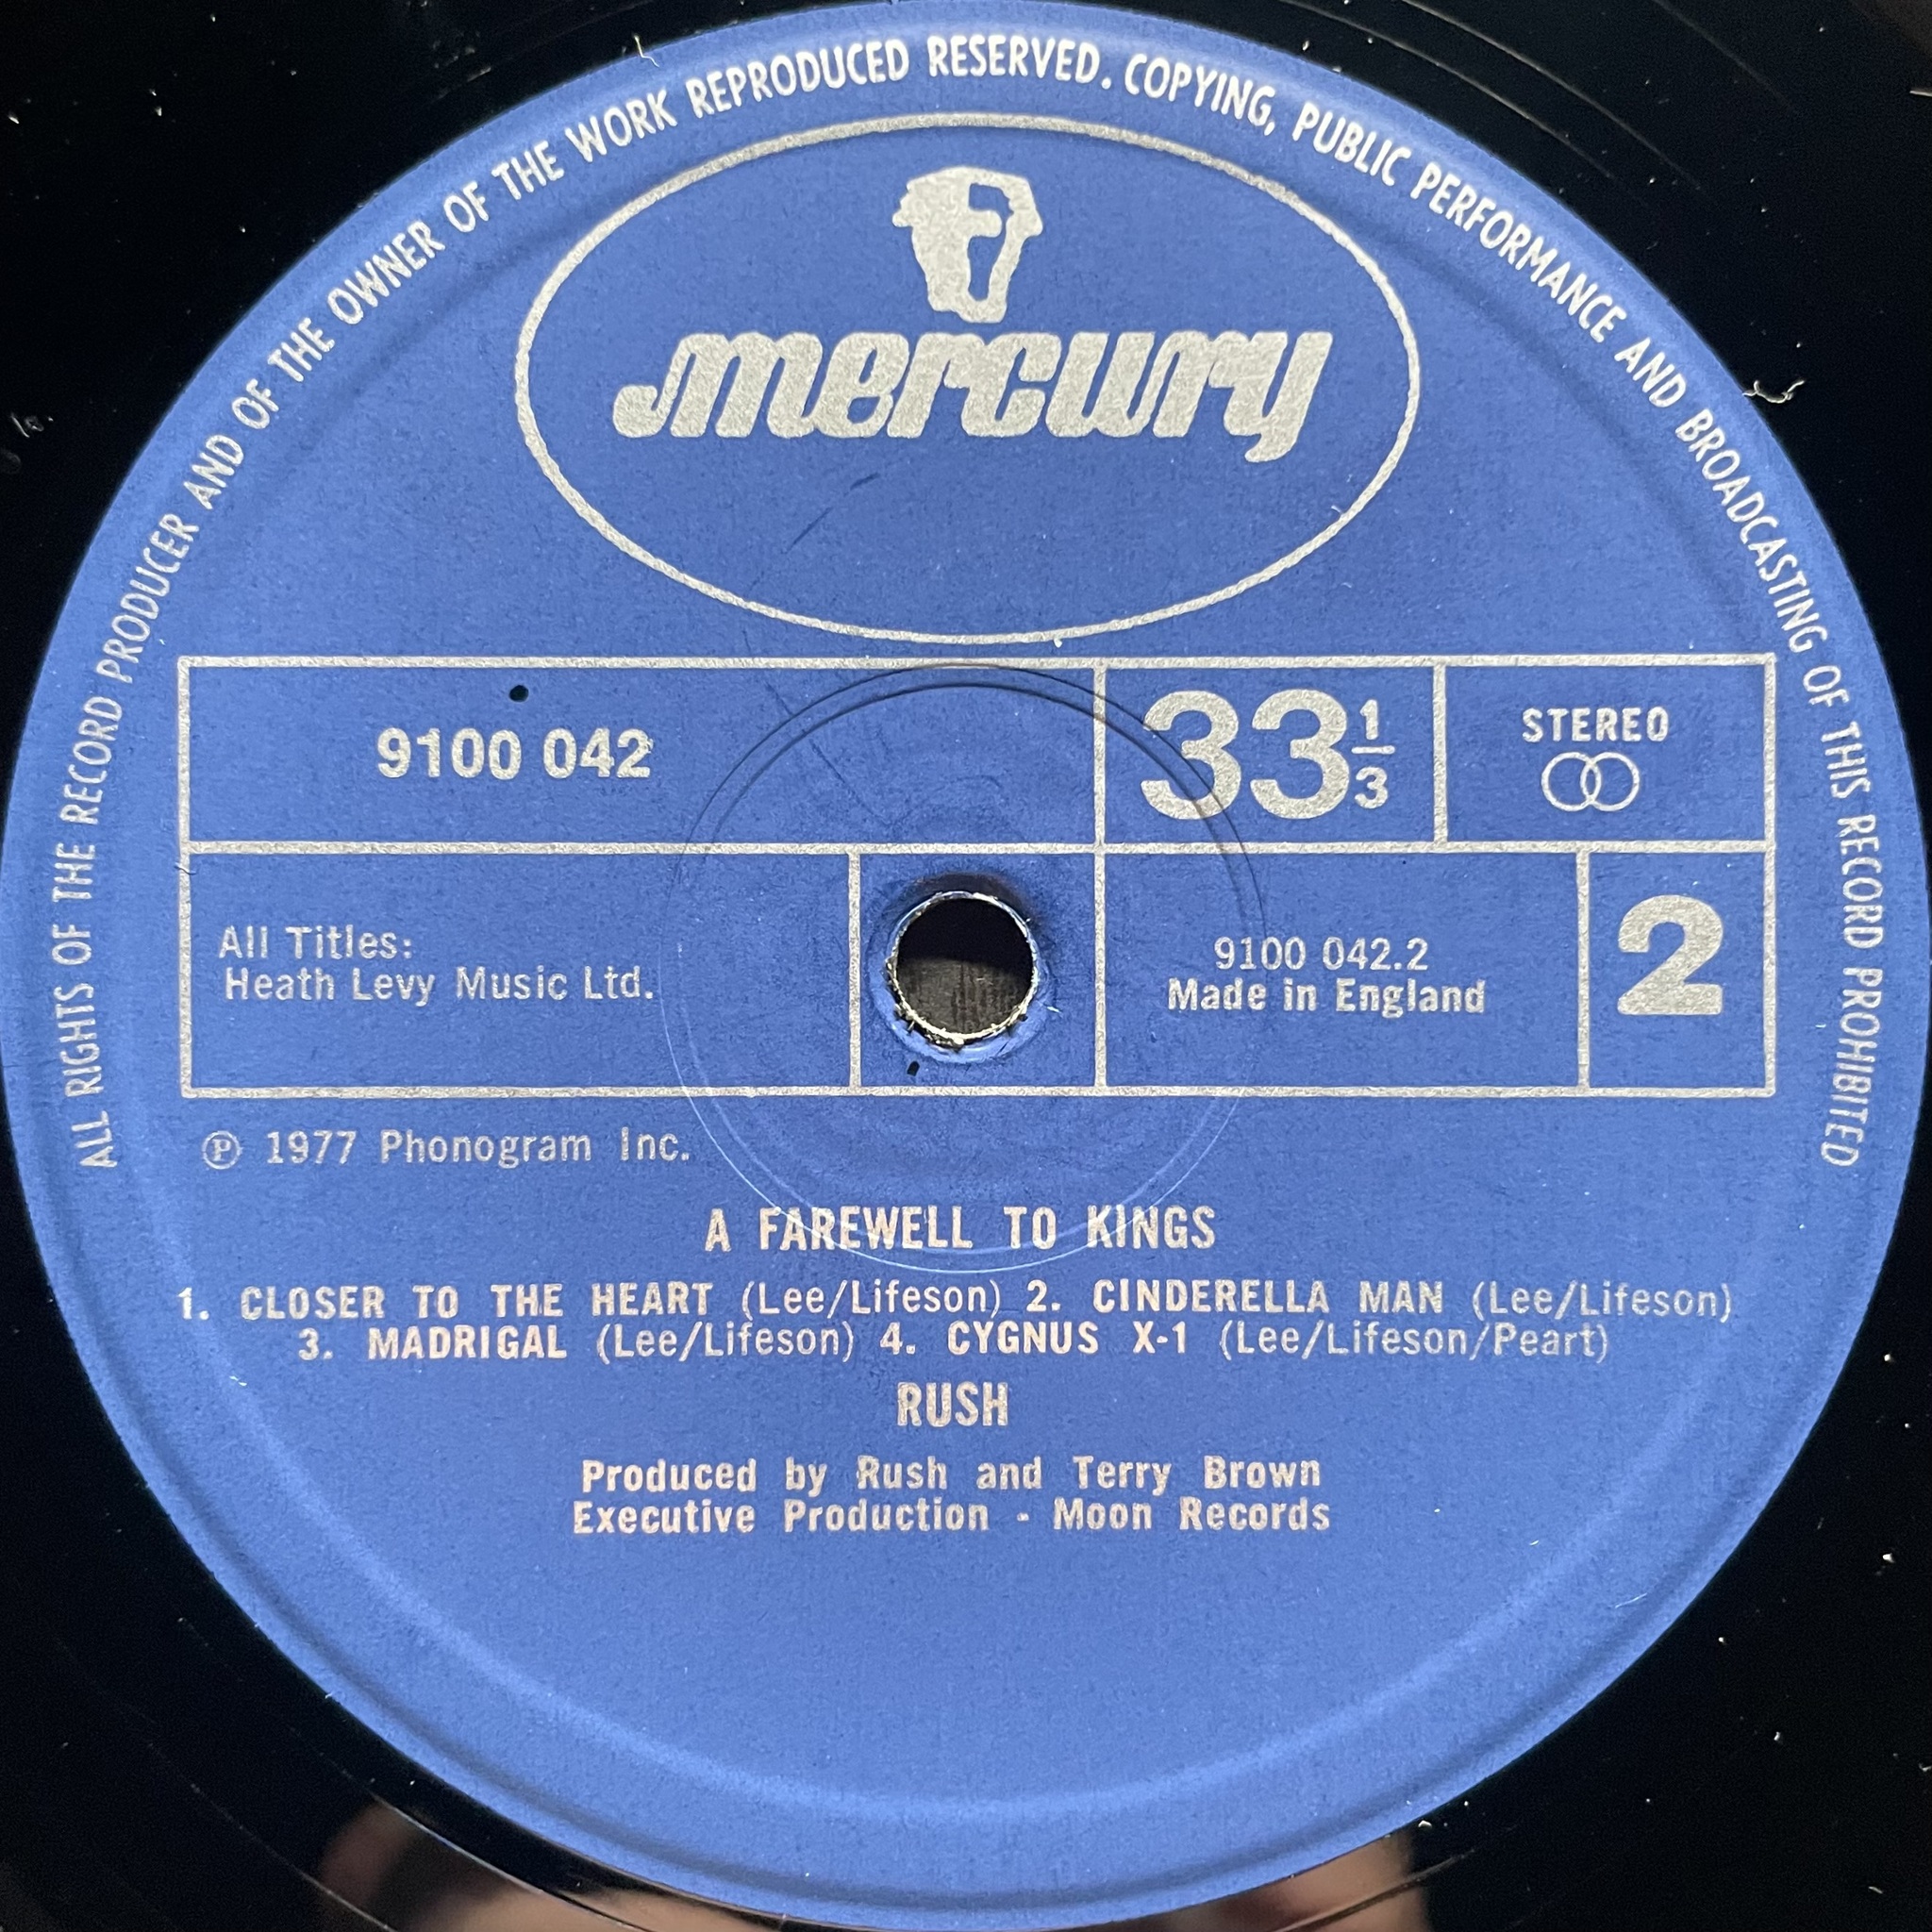 ALL RIGHTS OF THE RECORD PRODUCER AND OF THE OWNER OF THE WORK REPRODUCED RESERVED. COPYING, PUBLIC PERFORMANCE AND BROADCASTING OF THIS RECORD PROHIBITED
mercury
9100 042
33 1/3
STEREO
All Titles:
Heath Levy Music Ltd.
9100 042.2
Made in England
2
℗ 1977 Phonogram Inc.
A FAREWELL TO KINGS
1. CLOSER TO THE HEART (Lee/Lifeson) 2. CINDERELLA MAN (Lee/Lifeson)
3. MADRIGAL (Lee/Lifeson) 4. CYGNUS X-1 (Lee/Lifeson/Peart)
RUSH
Produced by Rush and Terry Brown
Executive Production - Moon Records